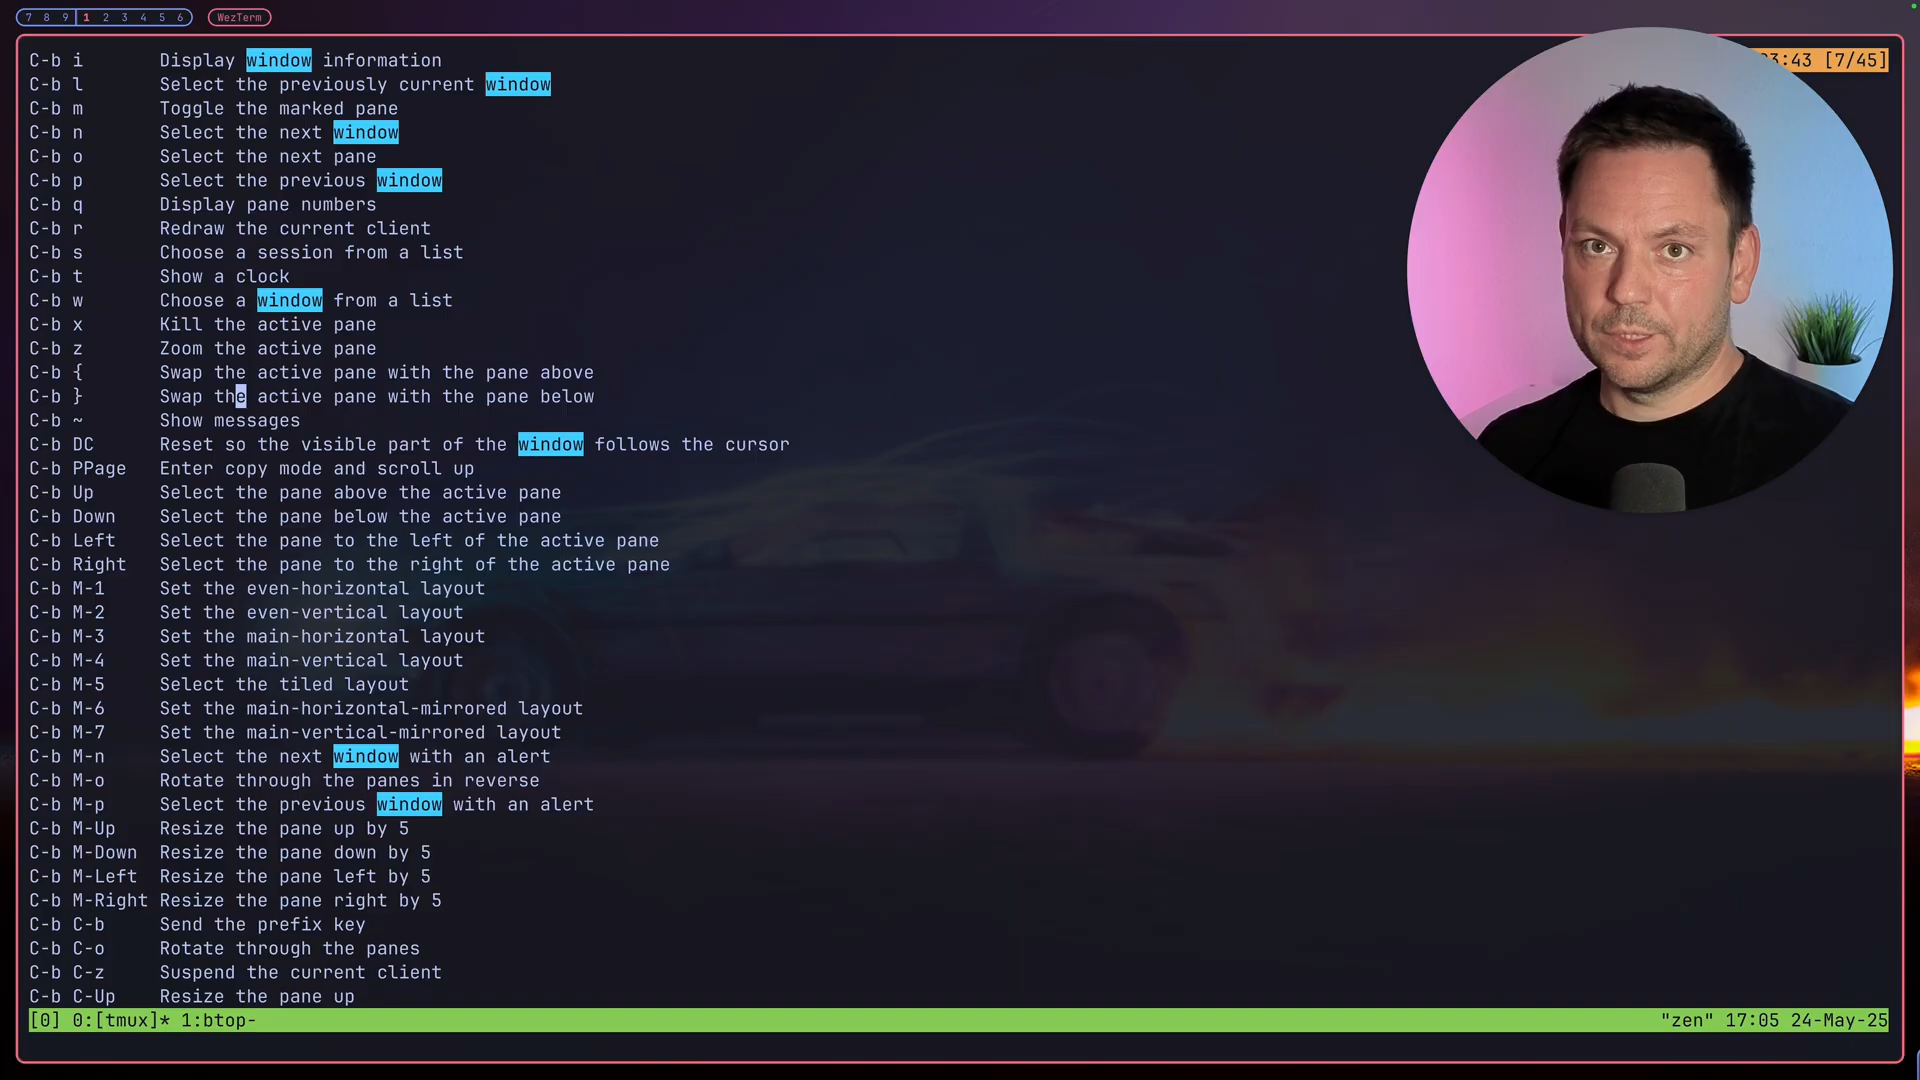 7 8 9 1 2 3 4 5 6 WezTerm
C-b i Display window information
:43 [7/45]
C-b l Select the previously current window
C-b m Toggle the marked pane
C-b n Select the next window
C-b o Select the next pane
C-b p Select the previous window
C-b q Display pane numbers
C-b r Redraw the current client
C-b s Choose a session from a list
C-b t Show a clock
C-b w Choose a window from a list
C-b x Kill the active pane
C-b z Zoom the active pane
C-b { Swap the active pane with the pane above
C-b } Swap the active pane with the pane below
C-b ~ Show messages
C-b DC Reset so the visible part of the window follows the cursor
C-b PPage Enter copy mode and scroll up
C-b Up Select the pane above the active pane
C-b Down Select the pane below the active pane
C-b Left Select the pane to the left of the active pane
C-b Right Select the pane to the right of the active pane
C-b M-1 Set the even-horizontal layout
C-b M-2 Set the even-vertical layout
C-b M-3 Set the main-horizontal layout
C-b M-4 Set the main-vertical layout
C-b M-5 Select the tiled layout
C-b M-6 Set the main-horizontal-mirrored layout
C-b M-7 Set the main-vertical-mirrored layout
C-b M-n Select the next window with an alert
C-b M-o Rotate through the panes in reverse
C-b M-p Select the previous window with an alert
C-b M-Up Resize the pane up by 5
C-b M-Down Resize the pane down by 5
C-b M-Left Resize the pane left by 5
C-b M-Right Resize the pane right by 5
C-b C-b Send the prefix key
C-b C-o Rotate through the panes
C-b C-z Suspend the current client
C-b C-Up Resize the pane up
[0] 0:[tmux]* 1:btop- "zen" 17:05 24-May-25